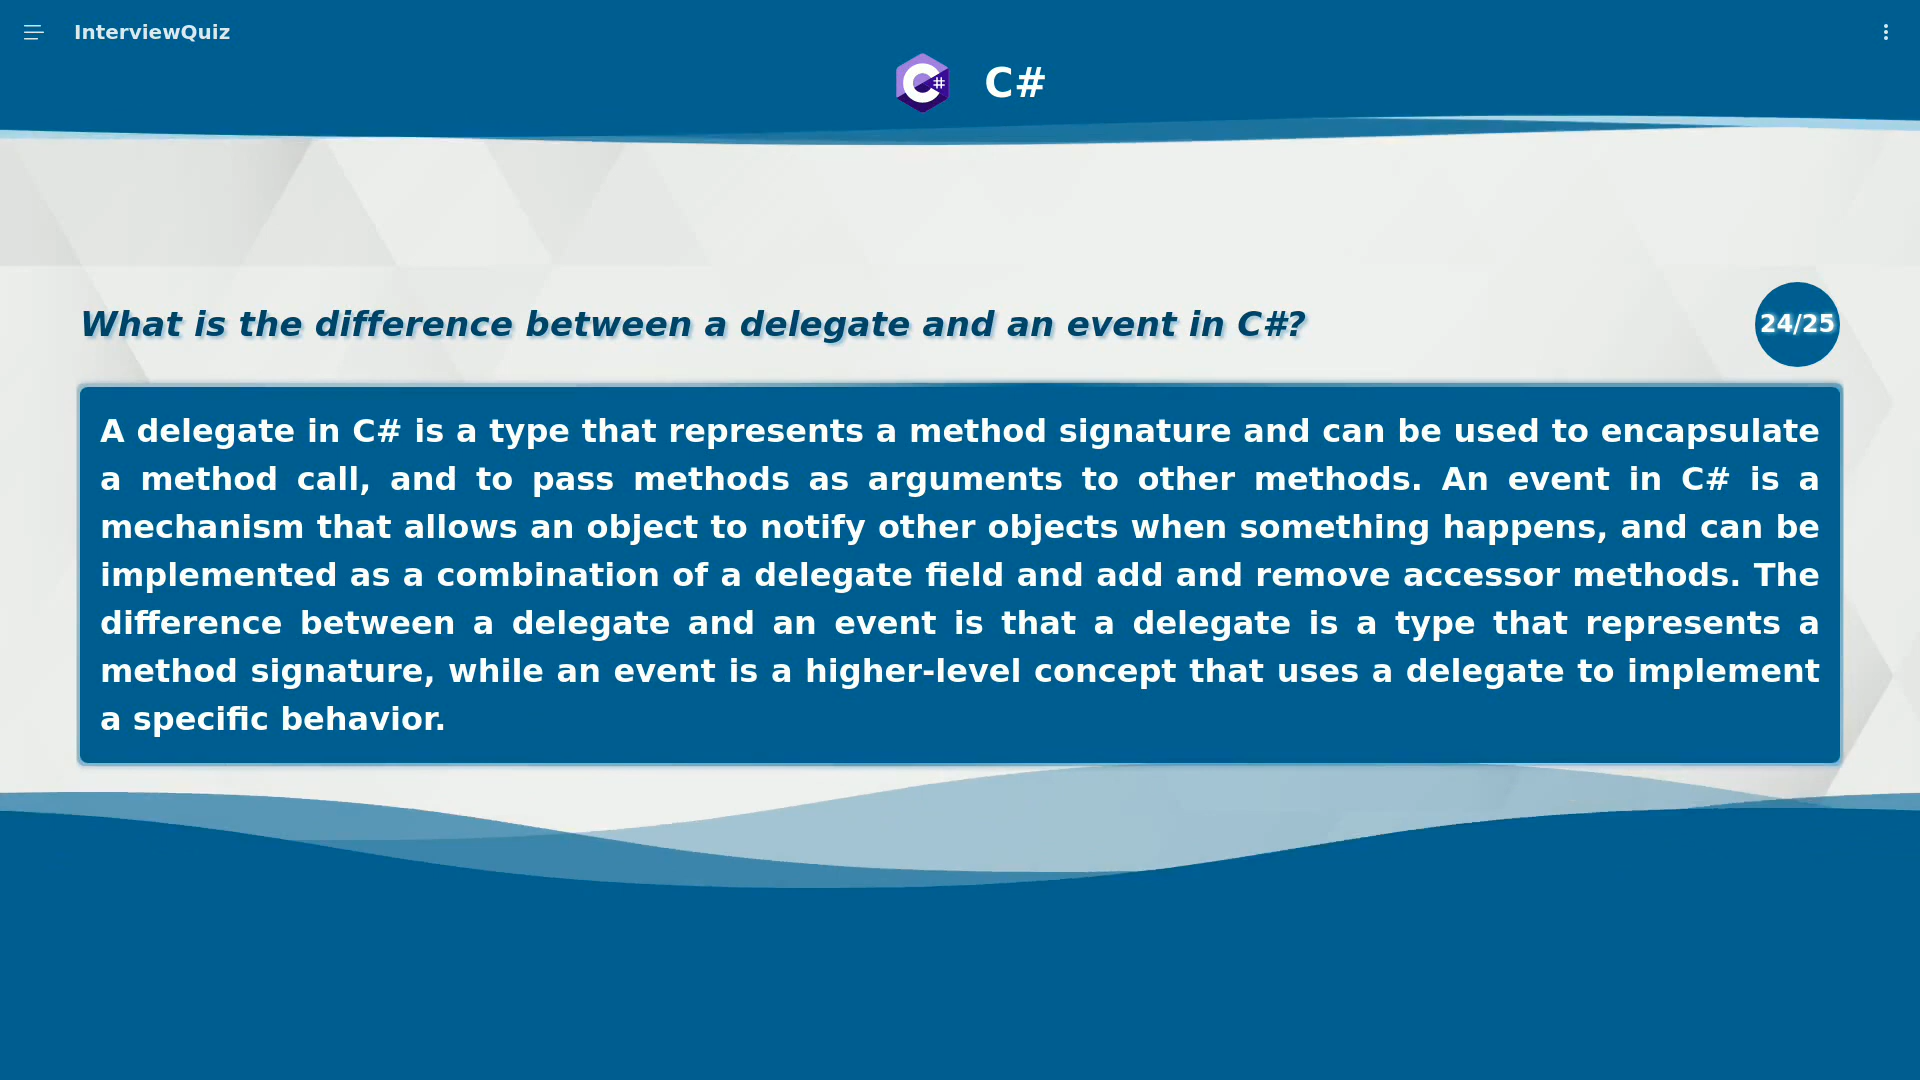 InterviewQuiz
C#
What is the difference between a delegate and an event in C#?
24/25
A delegate in C# is a type that represents a method signature and can be used to encapsulate
a method call, and to pass methods as arguments to other methods. An event in C# is a
mechanism that allows an object to notify other objects when something happens, and can be
implemented as a combination of a delegate field and add and remove accessor methods. The
difference between a delegate and an event is that a delegate is a type that represents a
method signature, while an event is a higher-level concept that uses a delegate to implement
a specific behavior.